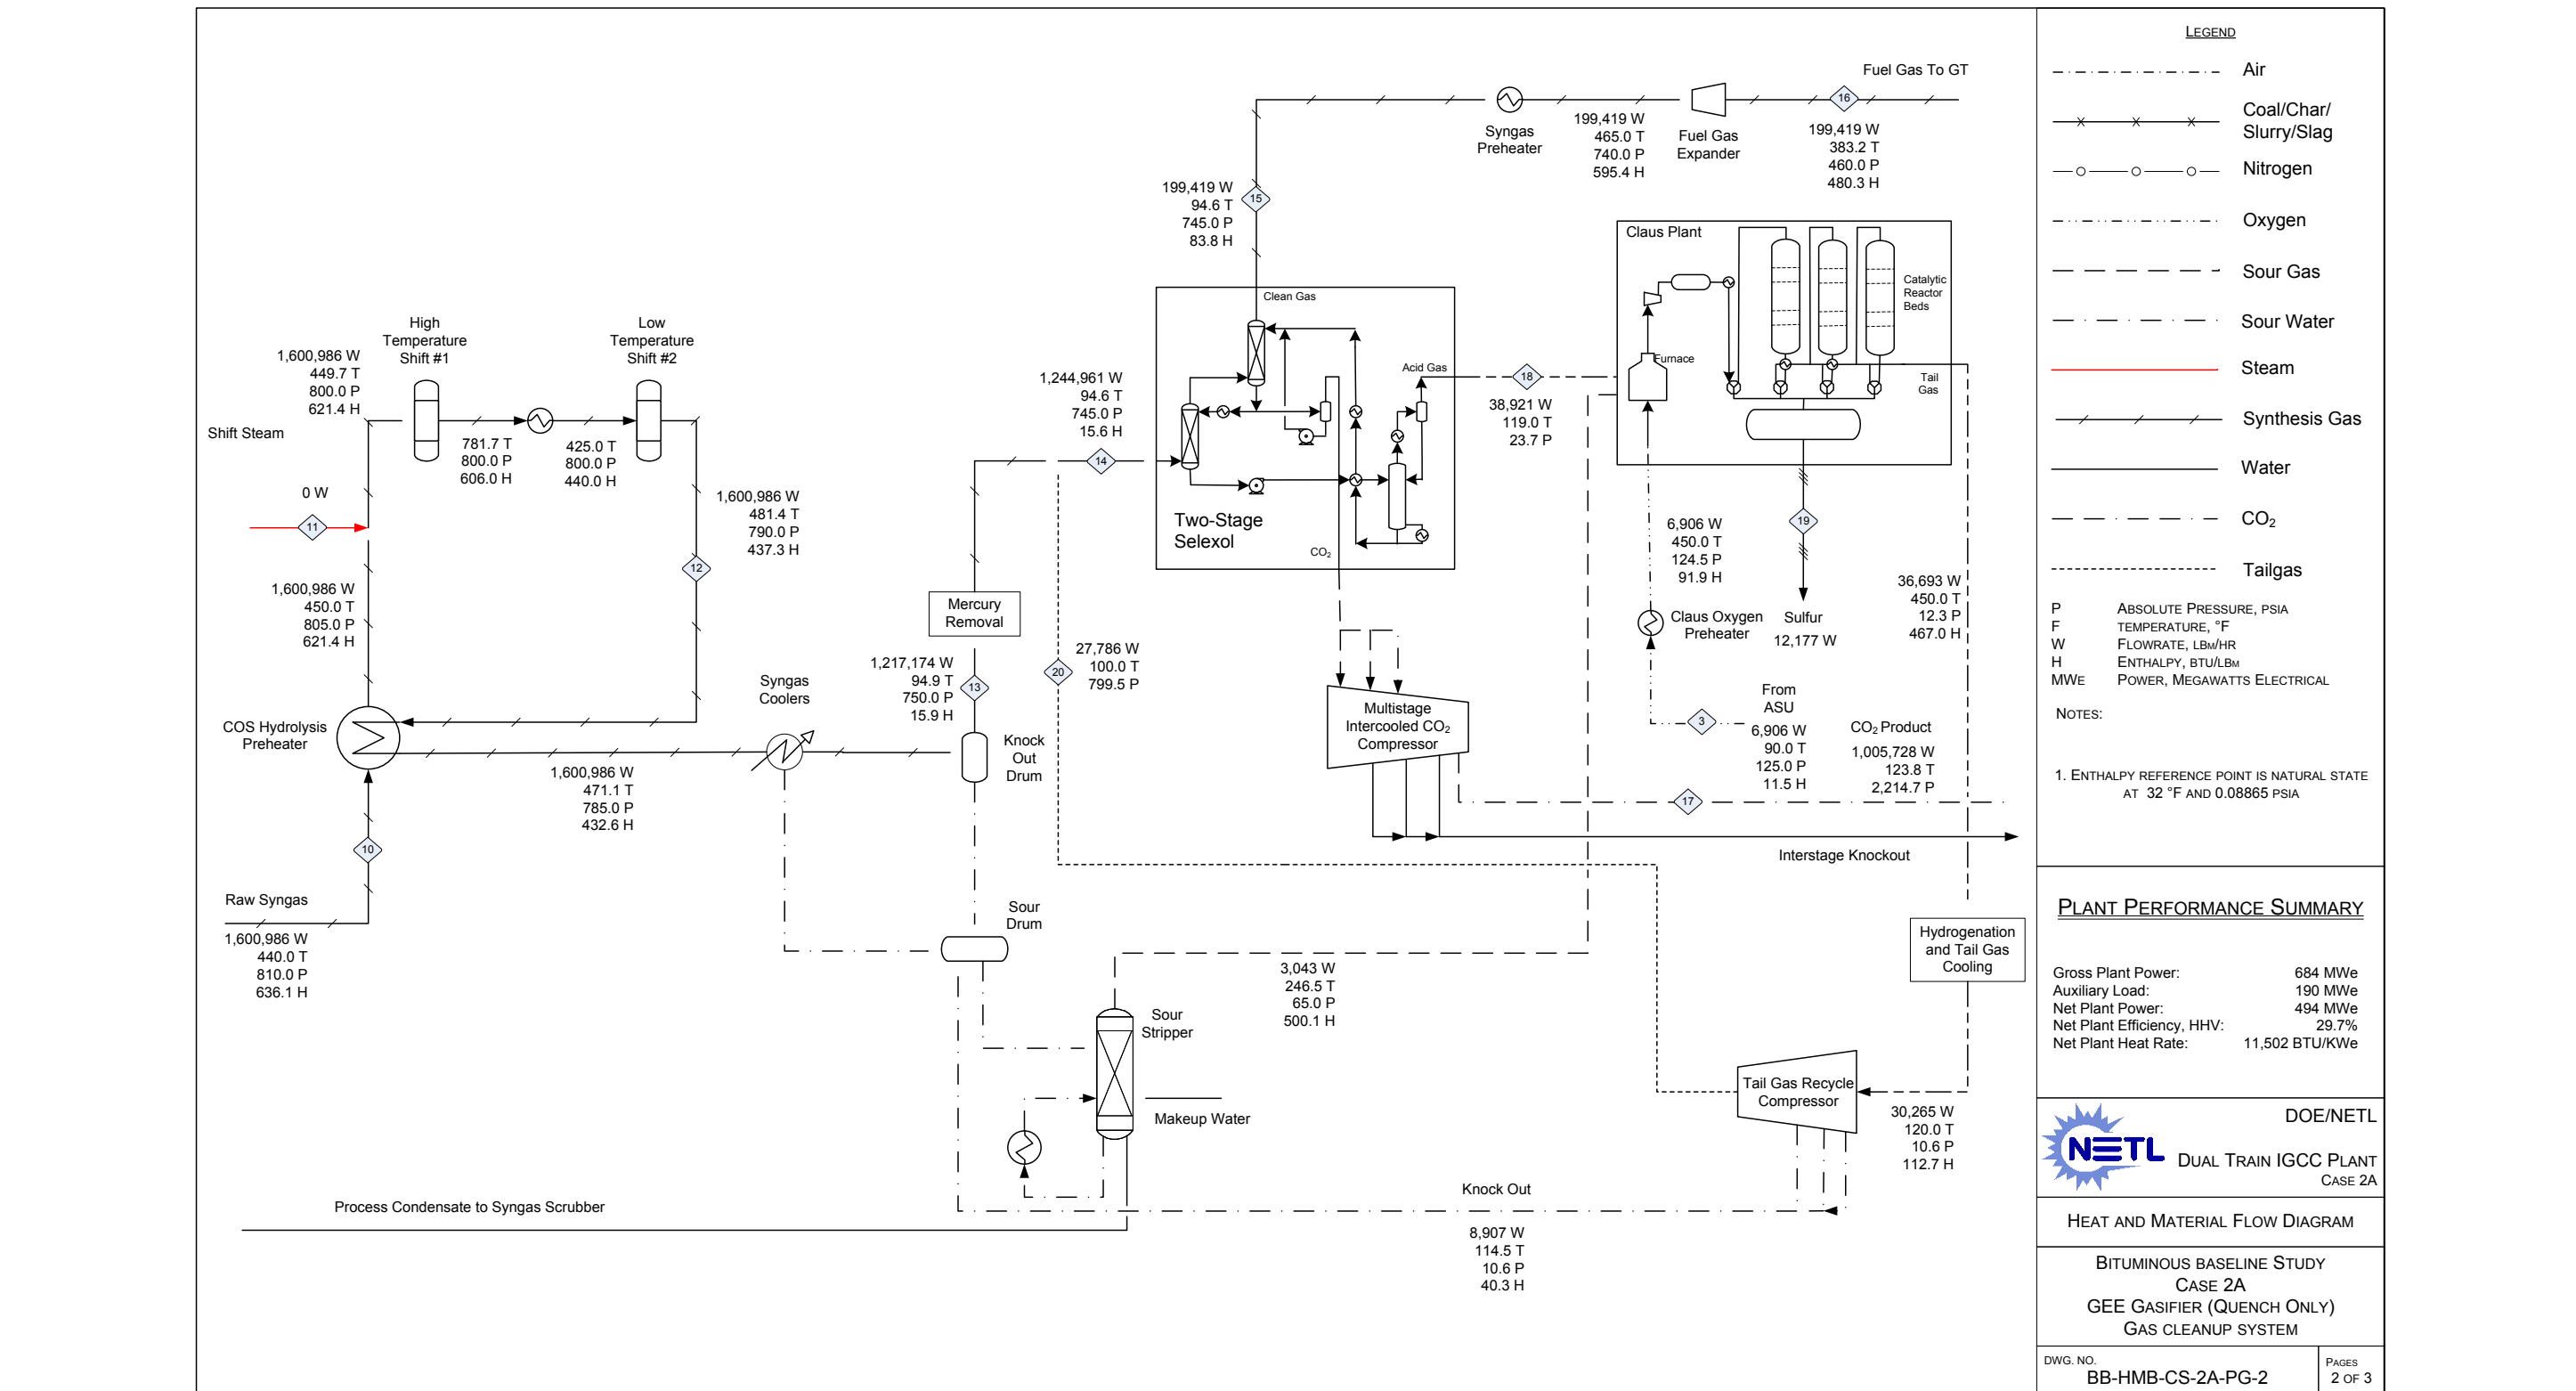 Fuel Gas To GT
16
Syngas
Preheater
199,419 W
465.0 T
740.0 P
595.4 H
Fuel Gas
Expander
199,419 W
383.2 T
460.0 P
480.3 H
199,419 W
94.6 T
745.0 P
83.8 H
15
Clean Gas
Acid Gas
Two-Stage
Selexol
CO2
Claus Plant
Catalytic
Reactor
Beds
Furnace
Tail
Gas
High
Temperature
Shift #1
Low
Temperature
Shift #2
1,600,986 W
449.7 T
800.0 P
621.4 H
Shift Steam
781.7 T
800.0 P
606.0 H
425.0 T
800.0 P
440.0 H
0 W
11
1,600,986 W
481.4 T
790.0 P
437.3 H
12
1,600,986 W
450.0 T
805.0 P
621.4 H
COS Hydrolysis
Preheater
1,600,986 W
471.1 T
785.0 P
432.6 H
10
Raw Syngas
1,600,986 W
440.0 T
810.0 P
636.1 H
Syngas
Coolers
1,244,961 W
94.6 T
745.0 P
15.6 H
14
Mercury
Removal
1,217,174 W
94.9 T
750.0 P
15.9 H
13
Knock
Out
Drum
20
27,786 W
100.0 T
799.5 P
18
38,921 W
119.0 T
23.7 P
6,906 W
450.0 T
124.5 P
91.9 H
19
Sulfur
12,177 W
Claus Oxygen
Preheater
36,693 W
450.0 T
12.3 P
467.0 H
From
ASU
3
6,906 W
90.0 T
125.0 P
11.5 H
CO2 Product
1,005,728 W
123.8 T
2,214.7 P
17
Multistage
Intercooled CO2
Compressor
Interstage Knockout
Sour
Drum
3,043 W
246.5 T
65.0 P
500.1 H
Sour
Stripper
Makeup Water
Hydrogenation
and Tail Gas
Cooling
Tail Gas Recycle
Compressor
30,265 W
120.0 T
10.6 P
112.7 H
Knock Out
8,907 W
114.5 T
10.6 P
40.3 H
Process Condensate to Syngas Scrubber
LEGEND
Air
Coal/Char/
Slurry/Slag
Nitrogen
Oxygen
Sour Gas
Sour Water
Steam
Synthesis Gas
Water
CO2
Tailgas
P ABSOLUTE PRESSURE, PSIA
F TEMPERATURE, °F
W FLOWRATE, LBM/HR
H ENTHALPY, BTU/LBM
MWE POWER, MEGAWATTS ELECTRICAL
NOTES:
1. ENTHALPY REFERENCE POINT IS NATURAL STATE
AT 32 °F AND 0.08865 PSIA
PLANT PERFORMANCE SUMMARY
Gross Plant Power: 684 MWe
Auxiliary Load: 190 MWe
Net Plant Power: 494 MWe
Net Plant Efficiency, HHV: 29.7%
Net Plant Heat Rate: 11,502 BTU/KWe
NETL
DOE/NETL
DUAL TRAIN IGCC PLANT
CASE 2A
HEAT AND MATERIAL FLOW DIAGRAM
BITUMINOUS BASELINE STUDY
CASE 2A
GEE GASIFIER (QUENCH ONLY)
GAS CLEANUP SYSTEM
DWG. NO.
BB-HMB-CS-2A-PG-2
PAGES
2 OF 3